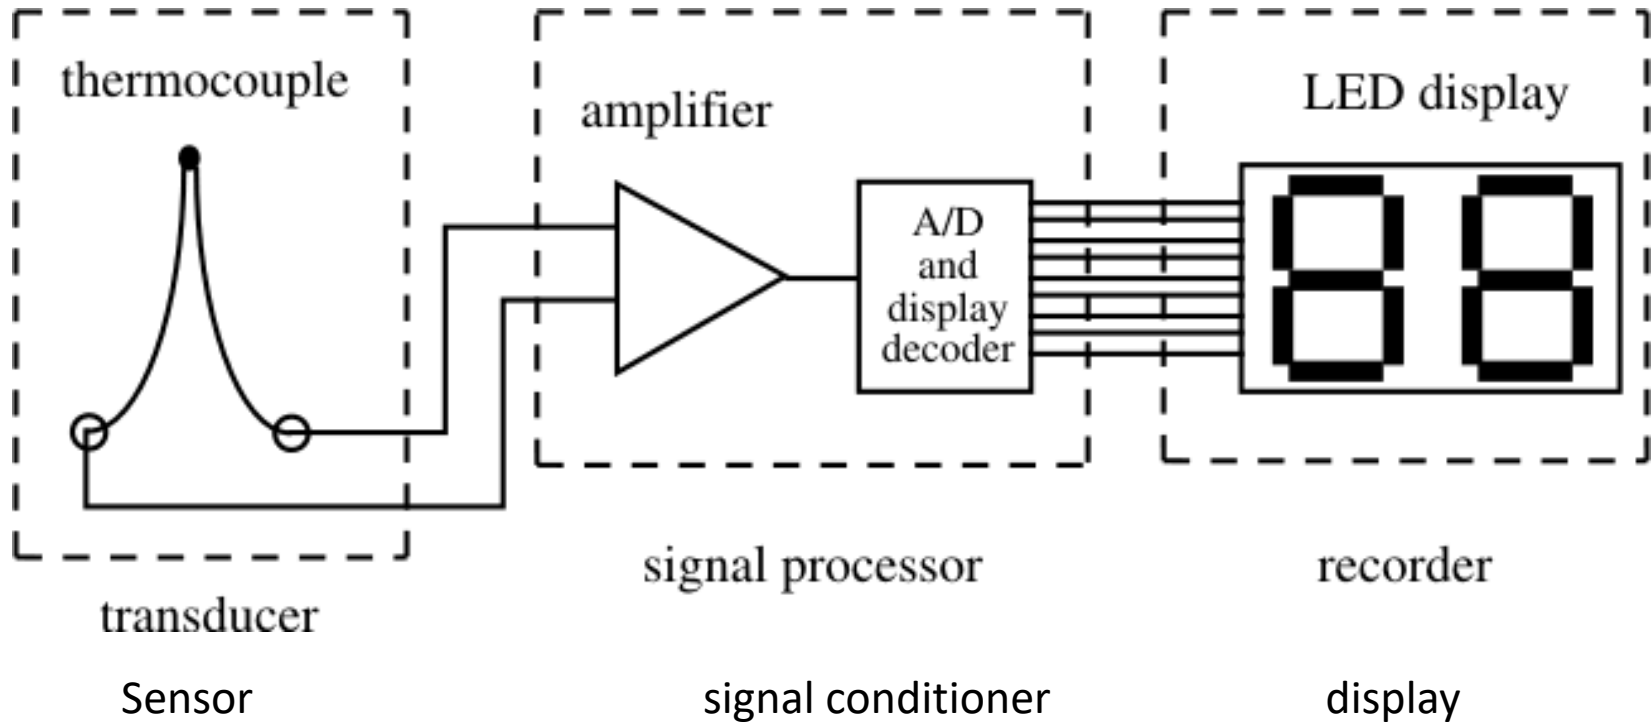 thermocouple
amplifier
LED display
A/D
and
display
decoder
88
signal processor
recorder
transducer
Sensor
signal conditioner
display